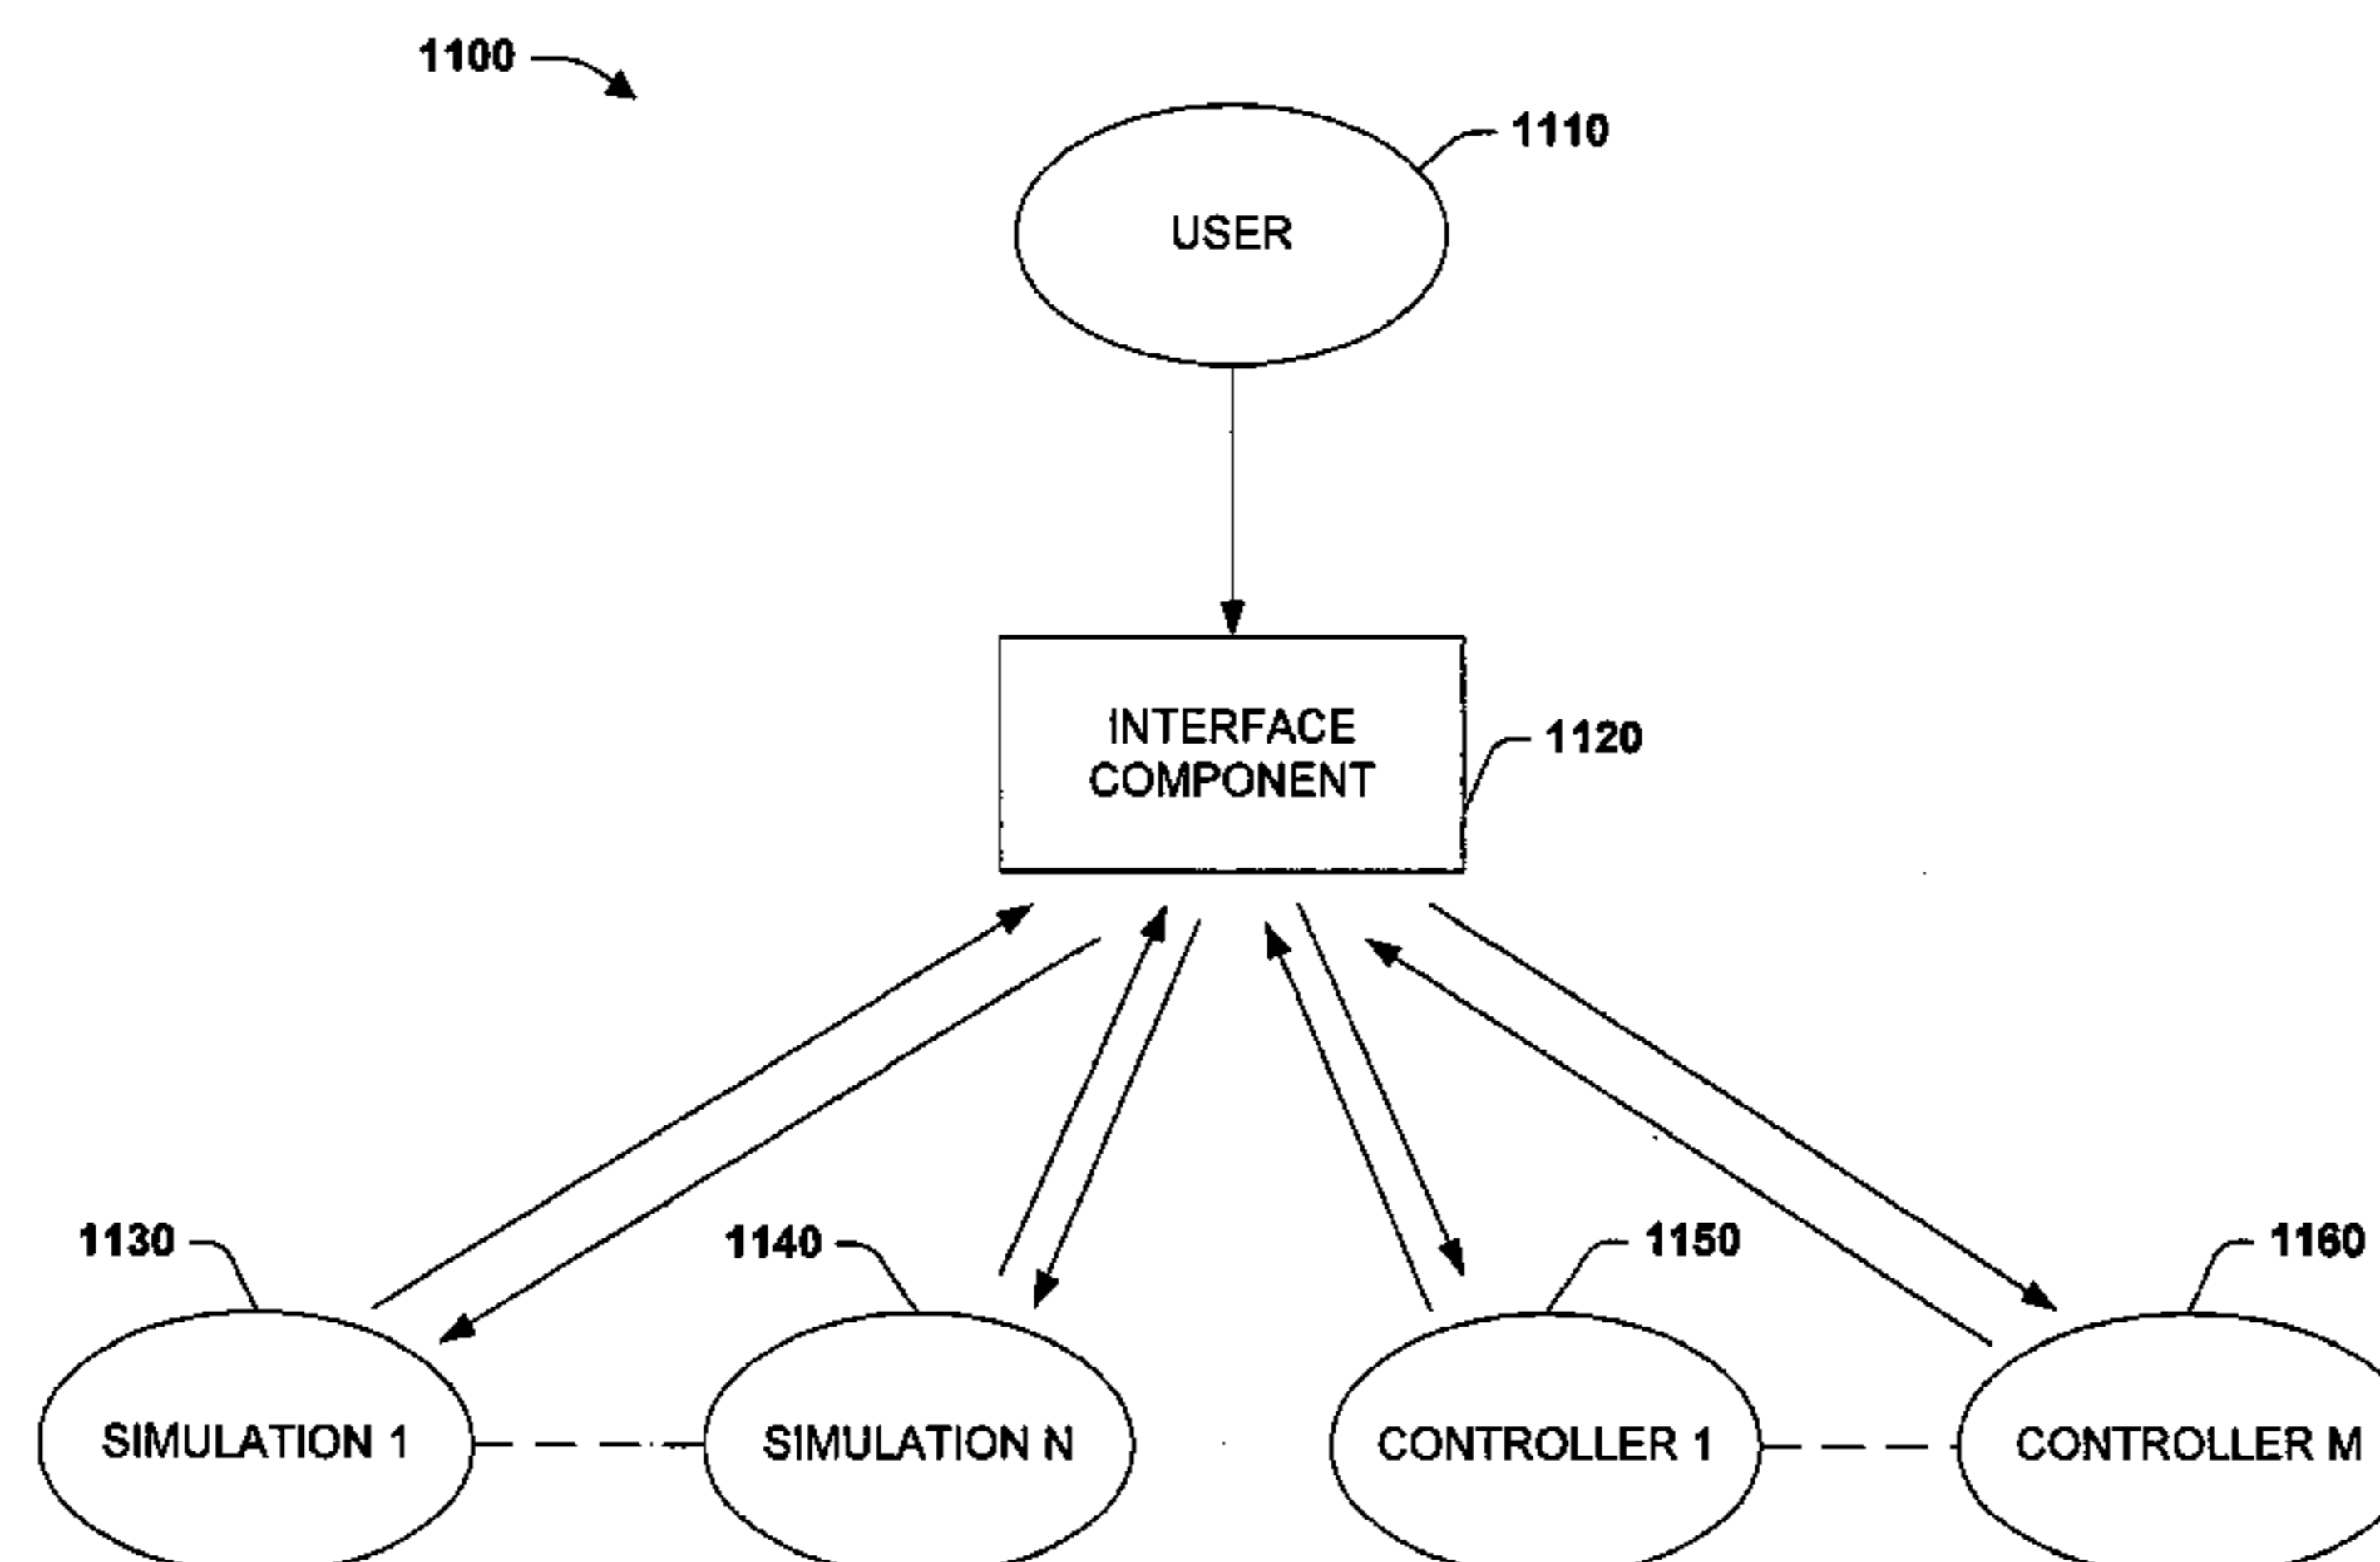 1100
1110
USER
INTERFACE
COMPONENT
1120
1130
1140
1150
1160
SIMULATION 1
SIMULATION N
CONTROLLER 1
CONTROLLER M